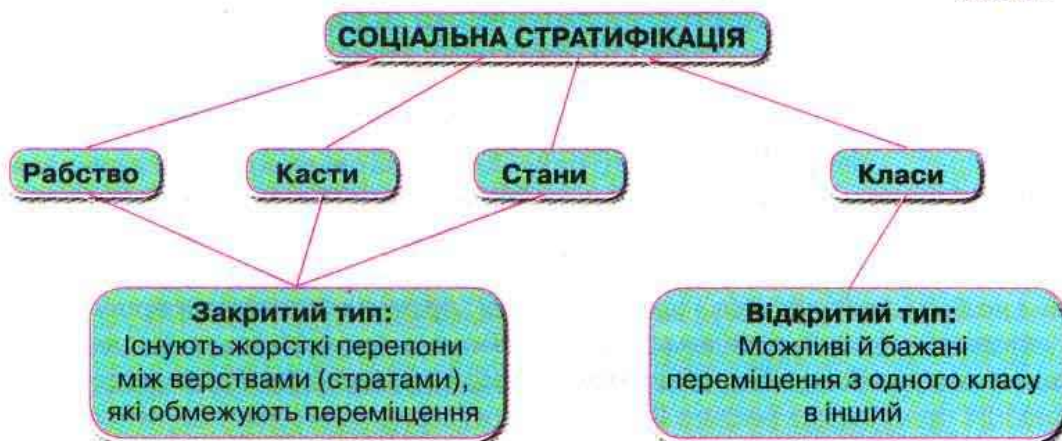 СОЦІАЛЬНА СТРАТИФІКАЦІЯ
Рабство
Касти
Стани
Класи
Закритий тип:
Існують жорсткі перепони
між верствами (стратами),
які обмежують переміщення
Відкритий тип:
Можливі й бажані
переміщення з одного класу
в інший